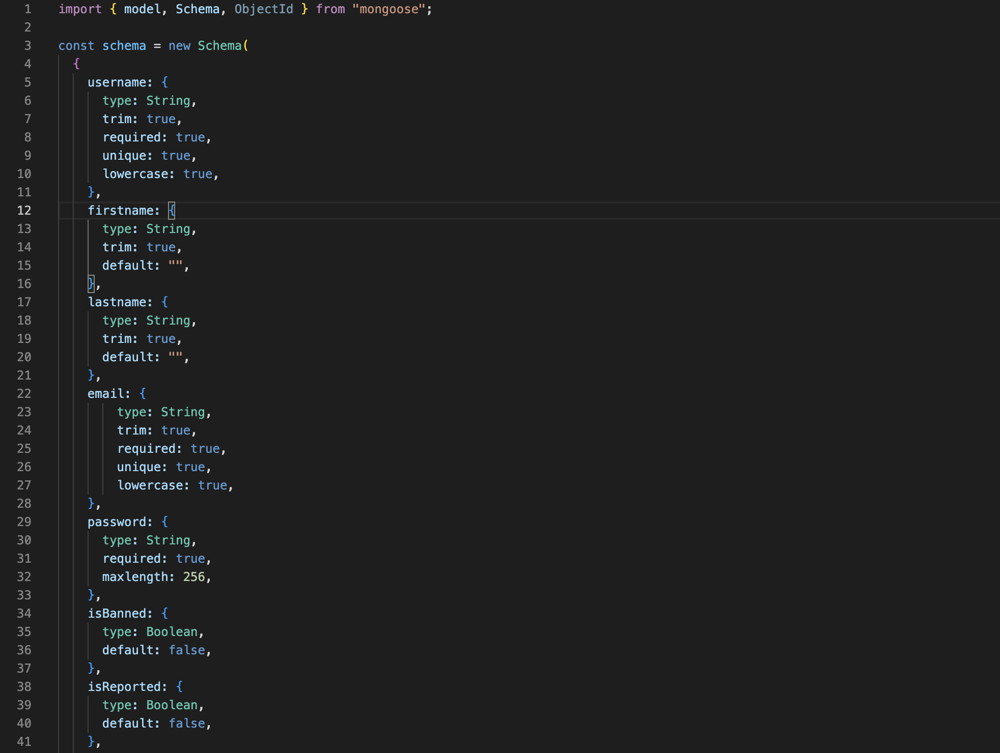 1 import { model, Schema, ObjectId } from "mongoose";
2
3 const schema = new Schema(
4 {
5 username: {
6 type: String,
7 trim: true,
8 required: true,
9 unique: true,
10 lowercase: true,
11 },
12 firstname: {
13 type: String,
14 trim: true,
15 default: "",
16 },
17 lastname: {
18 type: String,
19 trim: true,
20 default: "",
21 },
22 email: {
23 type: String,
24 trim: true,
25 required: true,
26 unique: true,
27 lowercase: true,
28 },
29 password: {
30 type: String,
31 required: true,
32 maxlength: 256,
33 },
34 isBanned: {
35 type: Boolean,
36 default: false,
37 },
38 isReported: {
39 type: Boolean,
40 default: false,
41 },